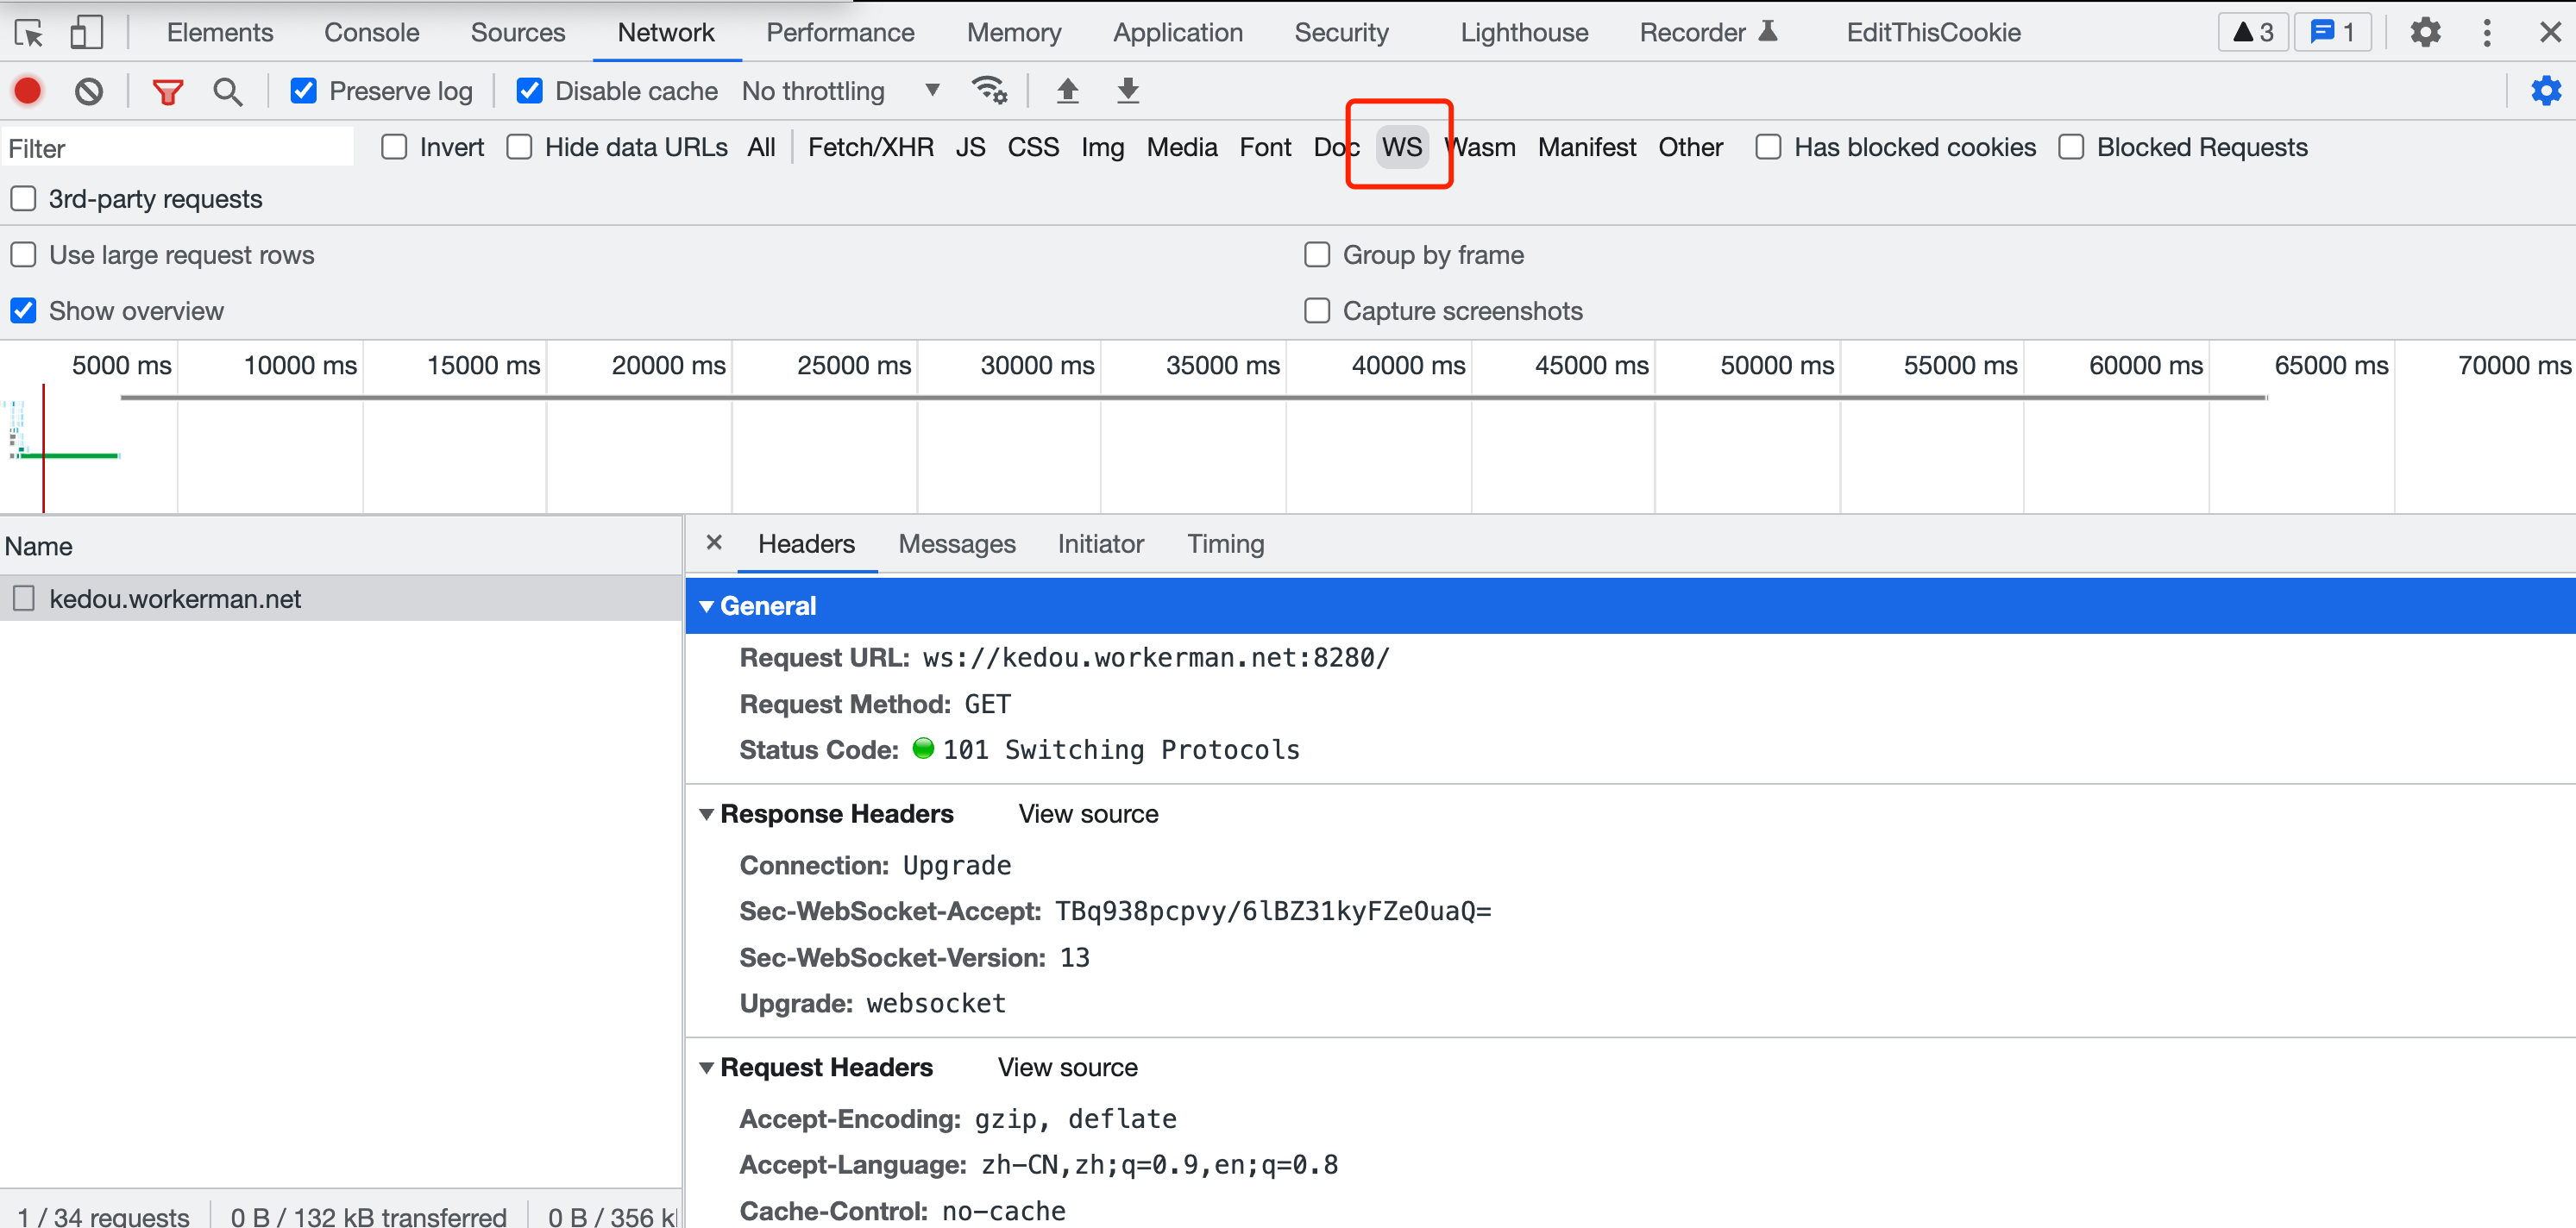 Elements Console Sources Network Performance Memory Application Security Lighthouse Recorder EditThisCookie 3 1
Preserve log Disable cache No throttling
Filter Invert Hide data URLs All Fetch/XHR JS CSS Img Media Font Doc WS Wasm Manifest Other Has blocked cookies Blocked Requests
3rd-party requests
Use large request rows Group by frame
Show overview Capture screenshots
5000 ms 10000 ms 15000 ms 20000 ms 25000 ms 30000 ms 35000 ms 40000 ms 45000 ms 50000 ms 55000 ms 60000 ms 65000 ms 70000 ms
Name
kedou.workerman.net
× Headers Messages Initiator Timing
General
Request URL: ws://kedou.workerman.net:8280/
Request Method: GET
Status Code: 101 Switching Protocols
Response Headers View source
Connection: Upgrade
Sec-WebSocket-Accept: TBq938pcpvy/6lBZ31kyFZeOuaQ=
Sec-WebSocket-Version: 13
Upgrade: websocket
Request Headers View source
Accept-Encoding: gzip, deflate
Accept-Language: zh-CN,zh;q=0.9,en;q=0.8
Cache-Control: no-cache
1 / 34 requests 0 B / 132 kB transferred 0 B / 356 k